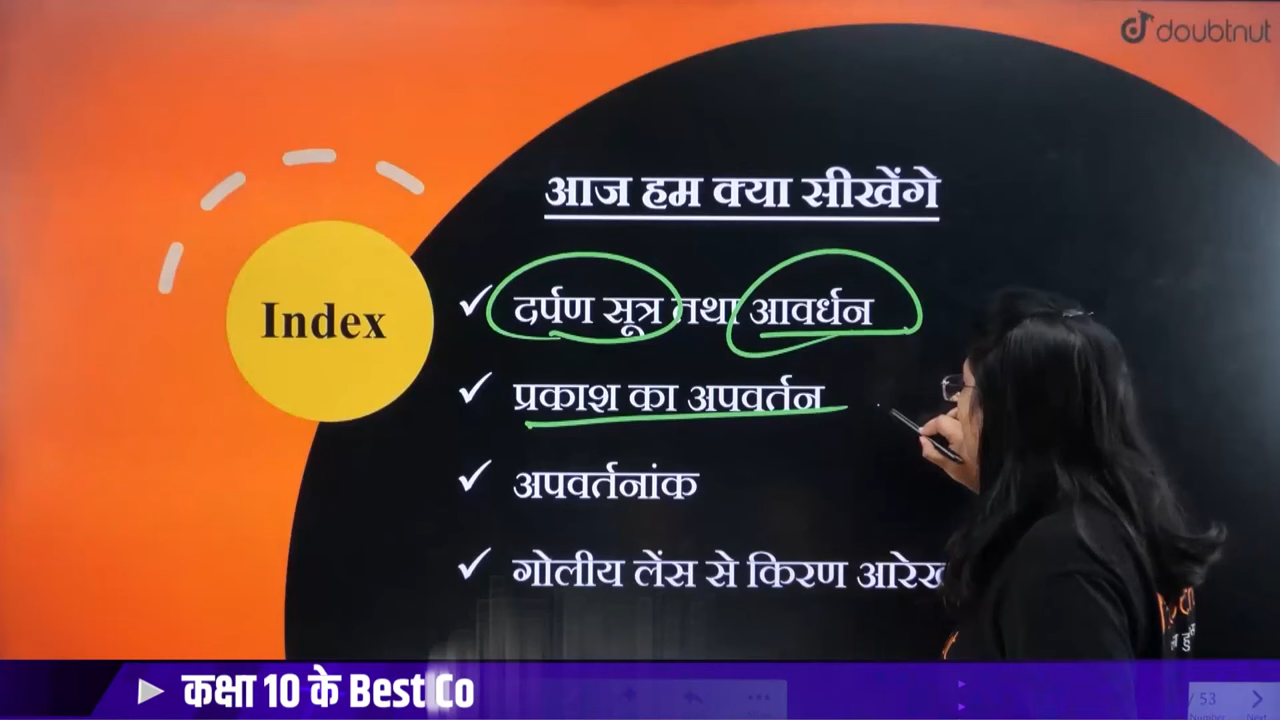 doubtnut
आज हम क्या सीखेंगे
Index
दर्पण सूत्र तथा आवर्धन
प्रकाश का अपवर्तन
अपवर्तनांक
गोलीय लेंस से किरण
कक्षा 10 के Best Co
/ 53